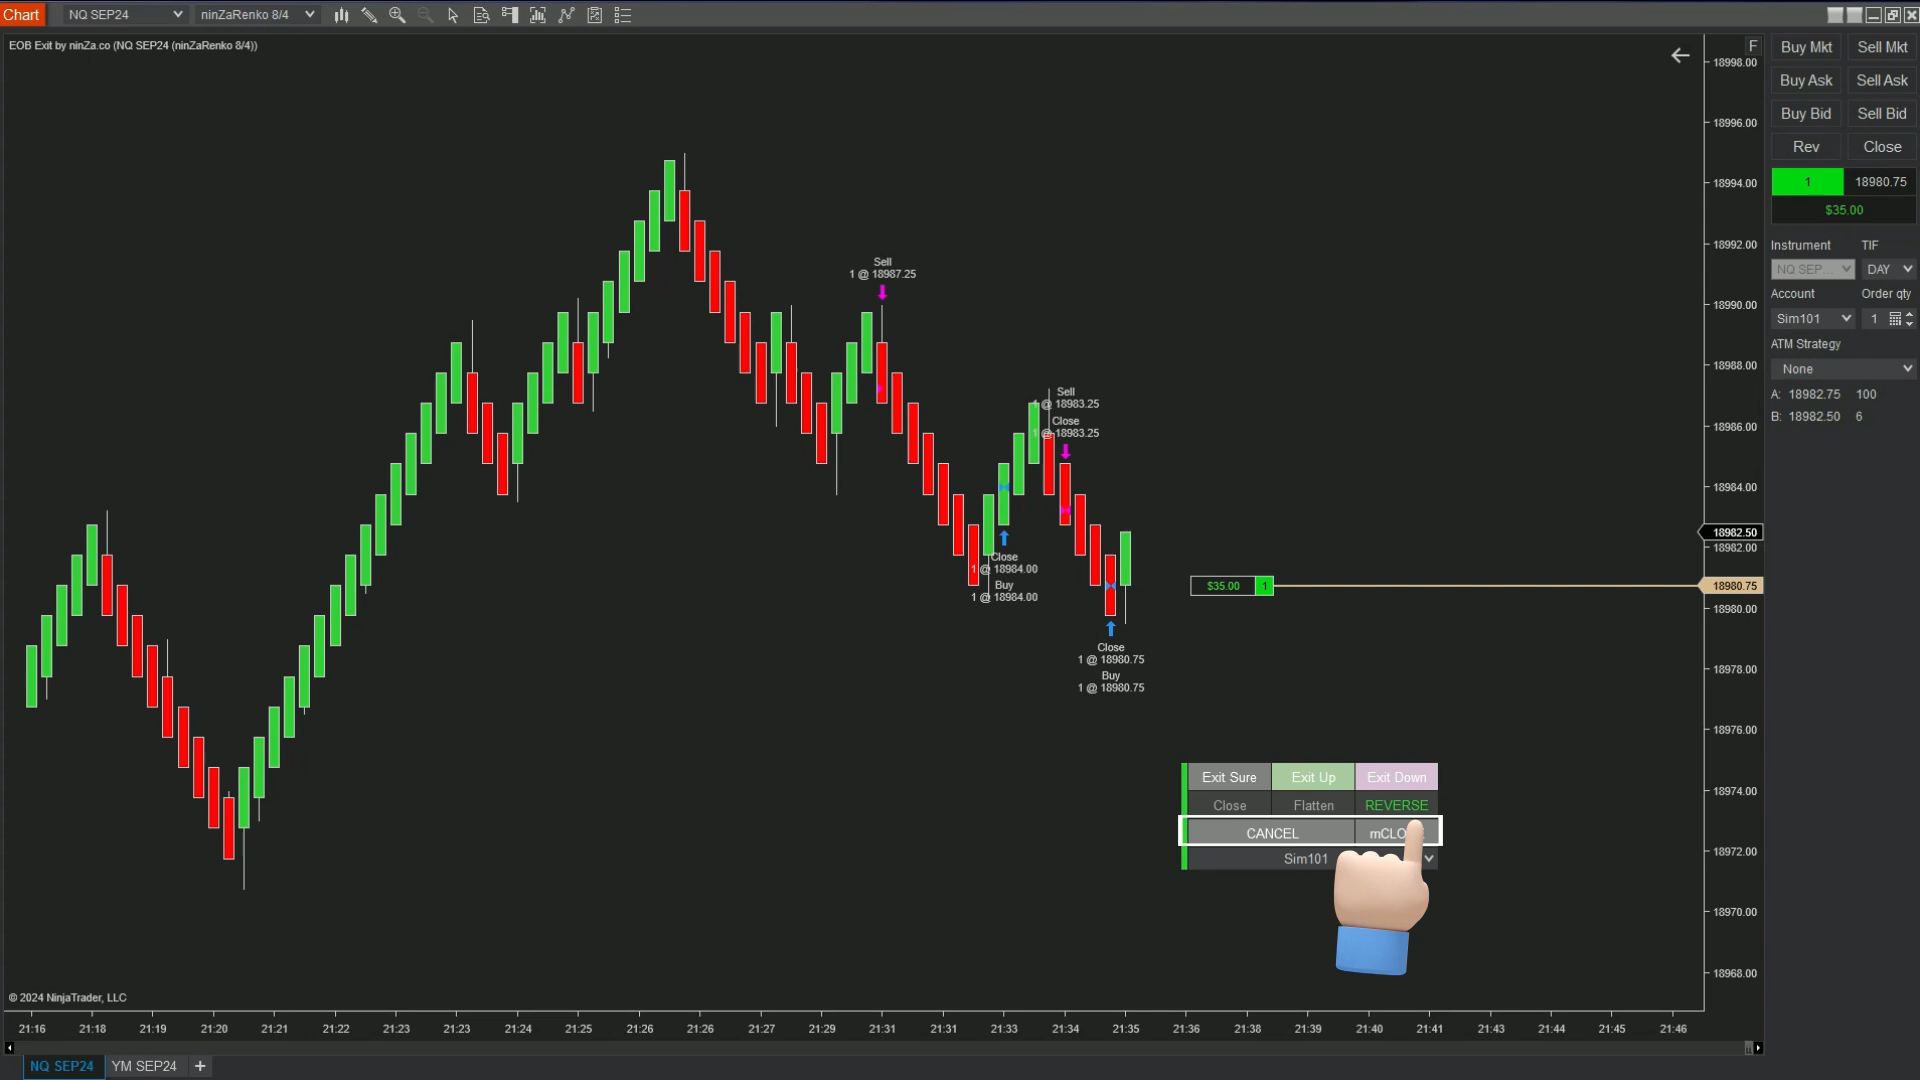 Chart NQ SEP24 ninZaRenko 8/4
EOB Exit by ninZa.co (NQ SEP24 (ninZaRenko 8/4))
F
18998.00
18996.00
18994.00
18992.00
18990.00
18988.00
18986.00
18984.00
18982.50
18982.00
18980.75
18980.00
18978.00
18976.00
18974.00
18972.00
18970.00
18968.00
Buy Mkt Sell Mkt
Buy Ask Sell Ask
Buy Bid Sell Bid
Rev Close
1 18980.75
$35.00
Instrument TIF
NQ SEP... DAY
Account Order qty
Sim101 1
ATM Strategy
None
A: 18982.75 100
B: 18982.50 6
Sell
1 @ 18987.25
Sell
1 @ 18983.25
Close
1 @ 18983.25
Close
1 @ 18984.00
Buy
1 @ 18984.00
Close
1 @ 18980.75
Buy
1 @ 18980.75
$35.00 1
Exit Sure Exit Up Exit Down
Close Flatten REVERSE
CANCEL
Sim101
© 2024 NinjaTrader, LLC
21:16 21:18 21:19 21:20 21:21 21:22 21:23 21:23 21:24 21:25 21:26 21:26 21:27 21:29 21:31 21:31 21:33 21:34 21:35 21:36 21:38 21:39 21:40 21:41 21:43 21:44 21:45 21:46
NQ SEP24 YM SEP24 +